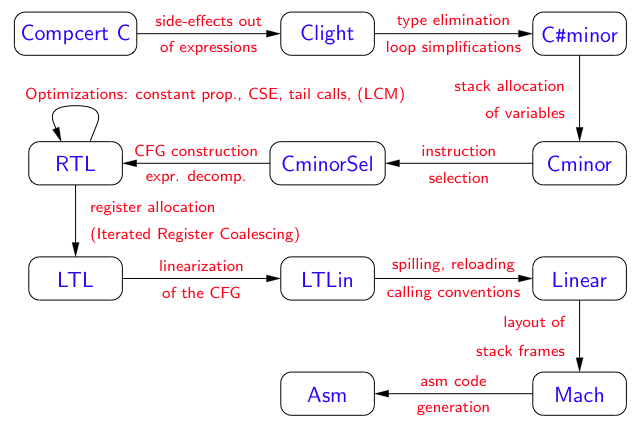 Compcert C
side-effects out
of expressions
Clight
type elimination
loop simplifications
C#minor
stack allocation
of variables
Optimizations: constant prop., CSE, tail calls, (LCM)
RTL
CFG construction
expr. decomp.
CminorSel
instruction
selection
Cminor
register allocation
(Iterated Register Coalescing)
LTL
linearization
of the CFG
LTLin
spilling, reloading
calling conventions
Linear
layout of
stack frames
Asm
asm code
generation
Mach